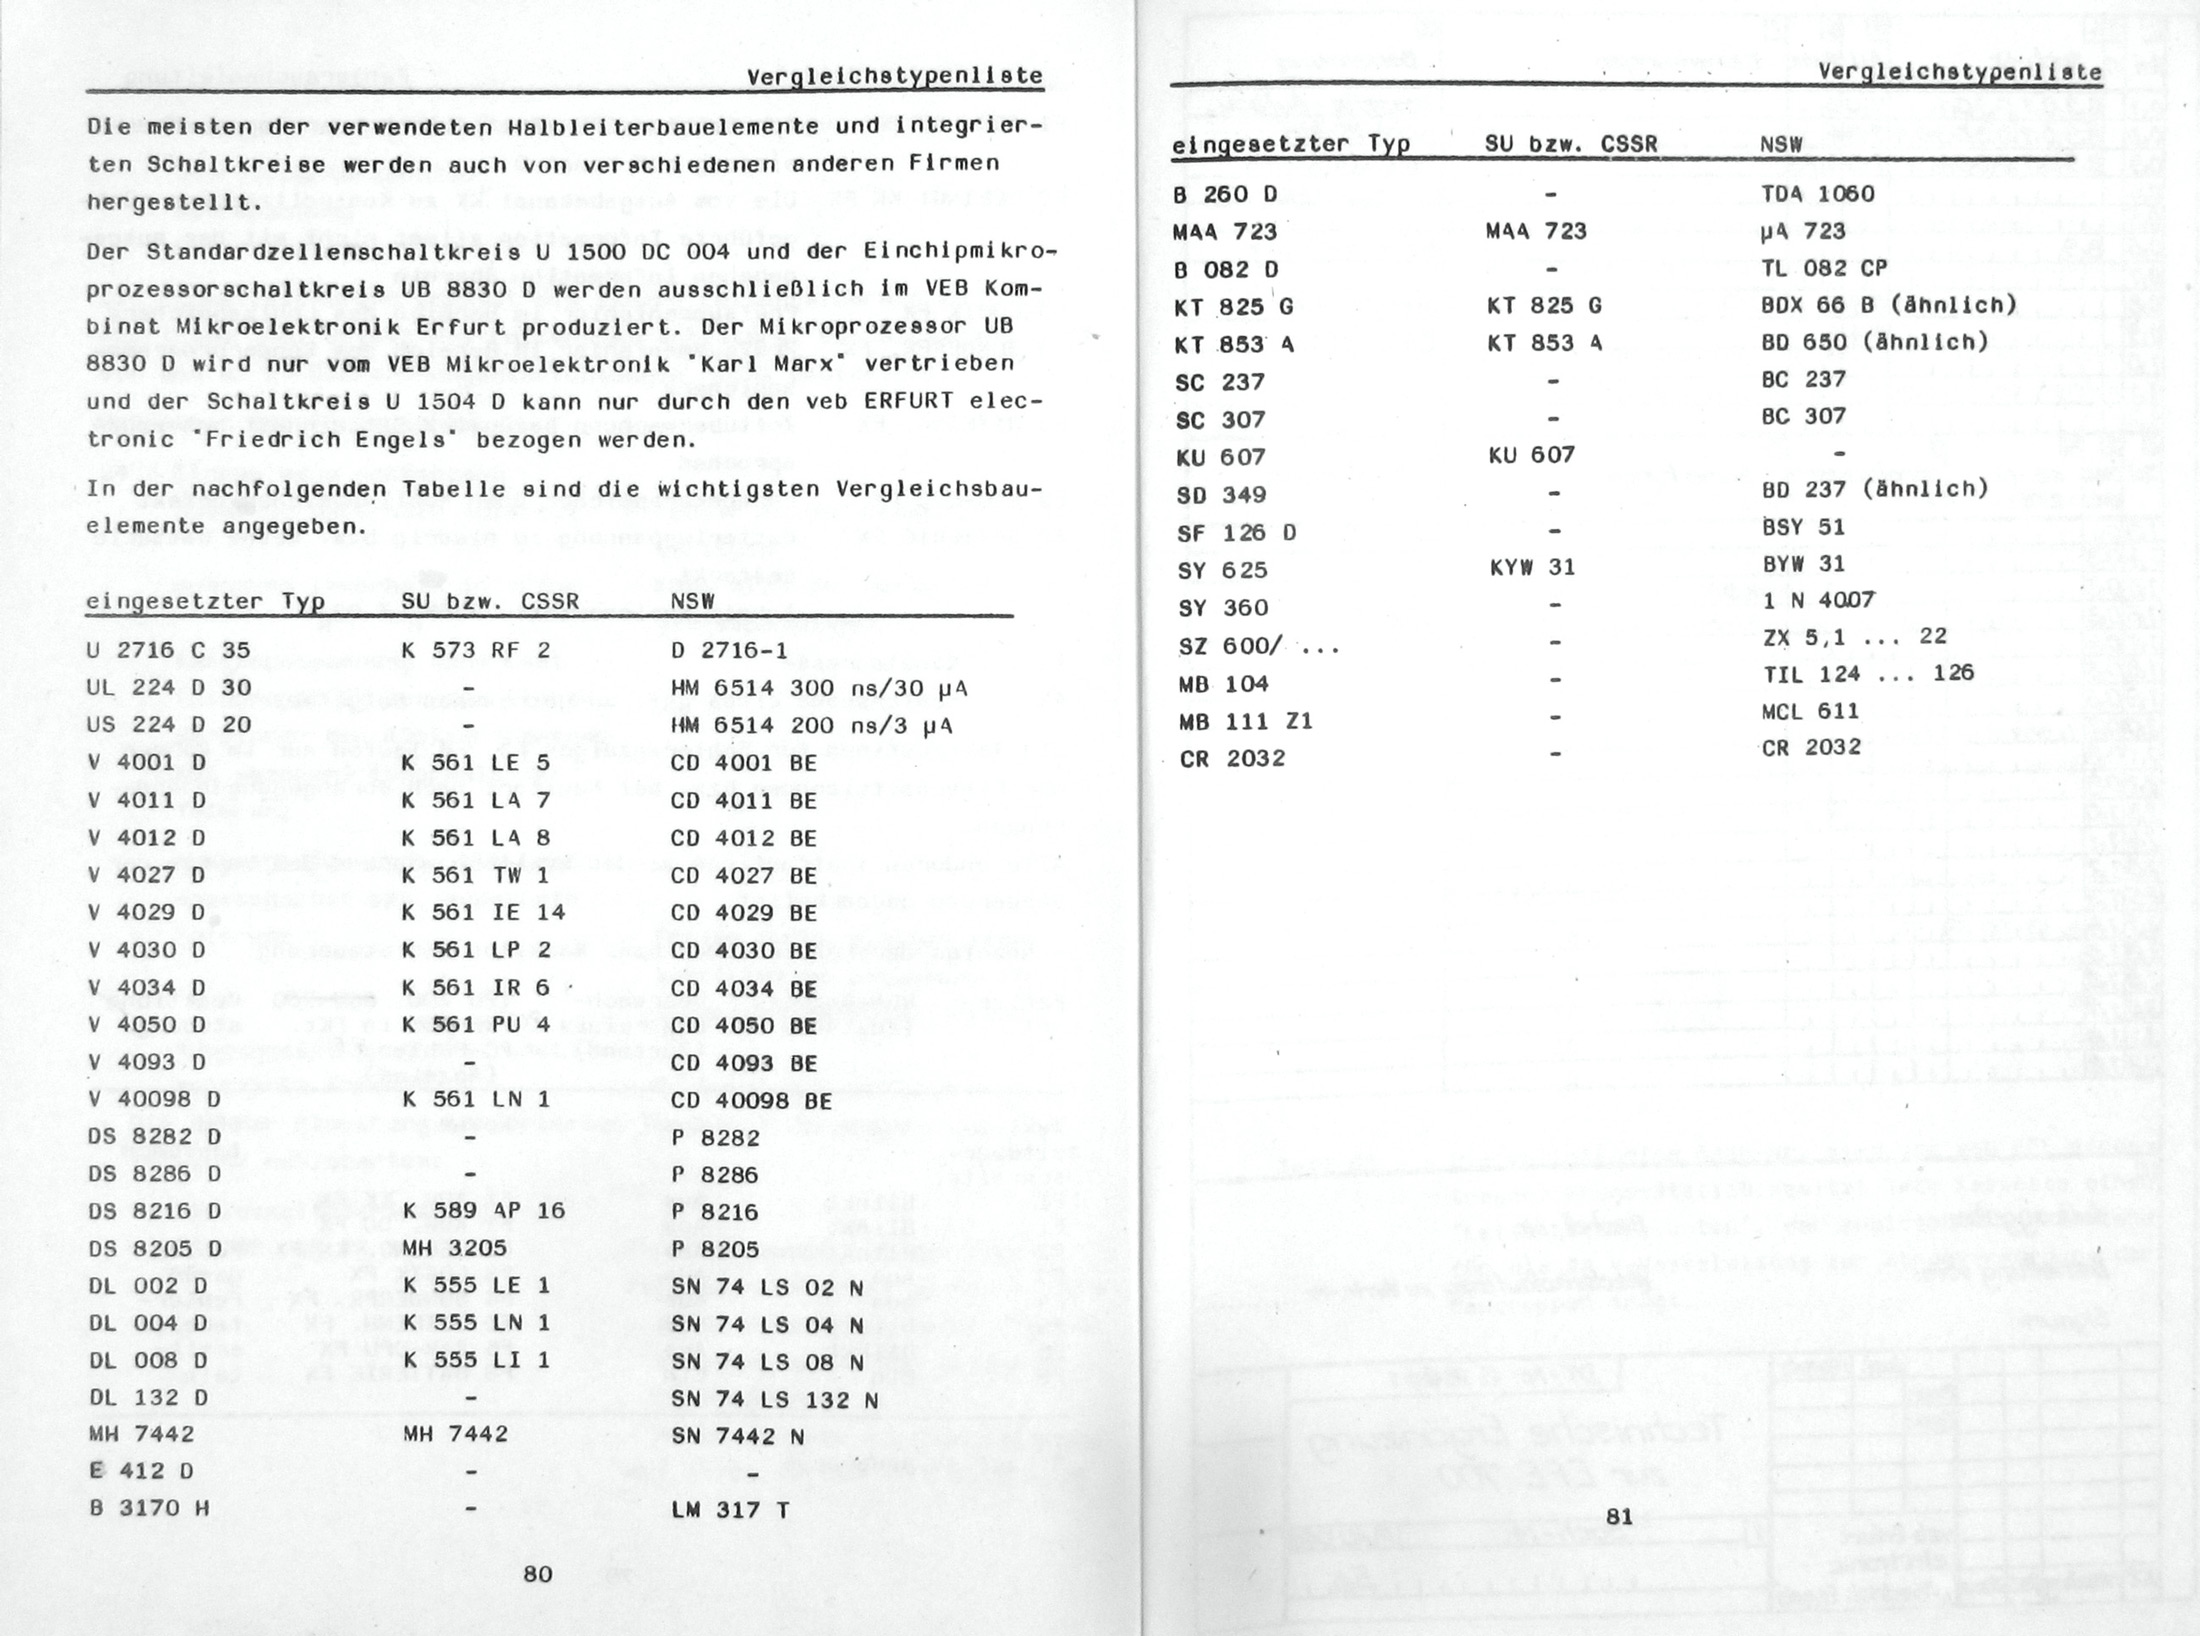 Vergleichstypenliste
Die meisten der verwendeten Halbleiterbauelemente und integrier-
ten Schaltkreise werden auch von verschiedenen anderen Firmen
hergestellt.
Der Standardzellenschaltkreis U 1500 DC 004 und der Einchipmikro-
prozessorschaltkreis UB 8830 D werden ausschließlich im VEB Kom-
binat Mikroelektronik Erfurt produziert. Der Mikroprozessor UB
8830 D wird nur vom VEB Mikroelektronik "Karl Marx" vertrieben
und der Schaltkreis U 1504 D kann nur durch den veb ERFURT elec-
tronic "Friedrich Engels" bezogen werden.
In der nachfolgenden Tabelle sind die wichtigsten Vergleichsbau-
elemente angegeben.
eingesetzter Typ SU bzw. CSSR NSW
U 2716 C 35 K 573 RF 2 D 2716-1
UL 224 D 30 - HM 6514 300 ns/30 µA
US 224 D 20 - HM 6514 200 ns/3 µA
V 4001 D K 561 LE 5 CD 4001 BE
V 4011 D K 561 LA 7 CD 4011 BE
V 4012 D K 561 LA 8 CD 4012 BE
V 4027 D K 561 TW 1 CD 4027 BE
V 4029 D K 561 IE 14 CD 4029 BE
V 4030 D K 561 LP 2 CD 4030 BE
V 4034 D K 561 IR 6 CD 4034 BE
V 4050 D K 561 PU 4 CD 4050 BE
V 4093 D - CD 4093 BE
V 40098 D K 561 LN 1 CD 40098 BE
DS 8282 D - P 8282
DS 8286 D - P 8286
DS 8216 D K 589 AP 16 P 8216
DS 8205 D MH 3205 P 8205
DL 002 D K 555 LE 1 SN 74 LS 02 N
DL 004 D K 555 LN 1 SN 74 LS 04 N
DL 008 D K 555 LI 1 SN 74 LS 08 N
DL 132 D - SN 74 LS 132 N
MH 7442 MH 7442 SN 7442 N
E 412 D - -
B 3170 H - LM 317 T
80
Vergleichstypenliste
eingesetzter Typ SU bzw. CSSR NSW
B 260 D - TDA 1060
MAA 723 MAA 723 µA 723
B 082 D - TL 082 CP
KT 825 G KT 825 G BDX 66 B (ähnlich)
KT 853 A KT 853 A BD 650 (ähnlich)
SC 237 - BC 237
SC 307 - BC 307
KU 607 KU 607 -
SD 349 - BD 237 (ähnlich)
SF 126 D - BSY 51
SY 625 KYW 31 BYW 31
SY 360 - 1 N 4007
SZ 600/ ... - ZX 5,1 ... 22
MB 104 - TIL 124 ... 126
MB 111 Z1 - MCL 611
CR 2032 - CR 2032
81